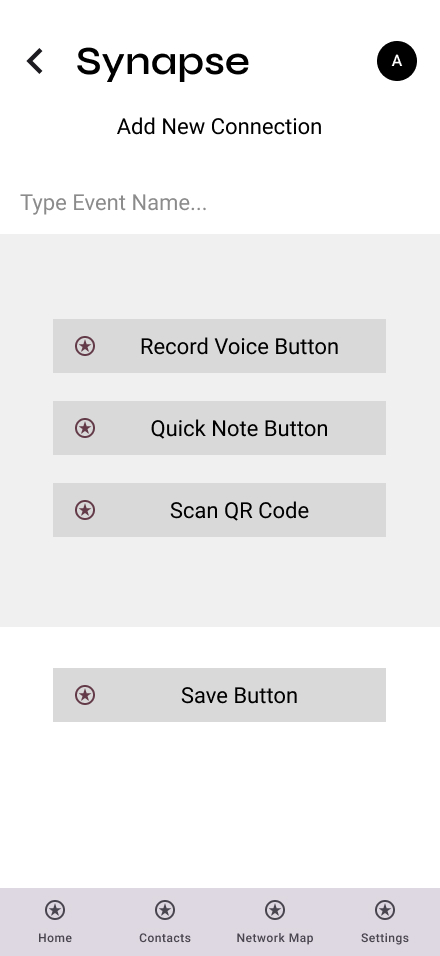 Synapse
A
Add New Connection
Type Event Name...
Record Voice Button
Quick Note Button
Scan QR Code
Save Button
Home Contacts Network Map Settings